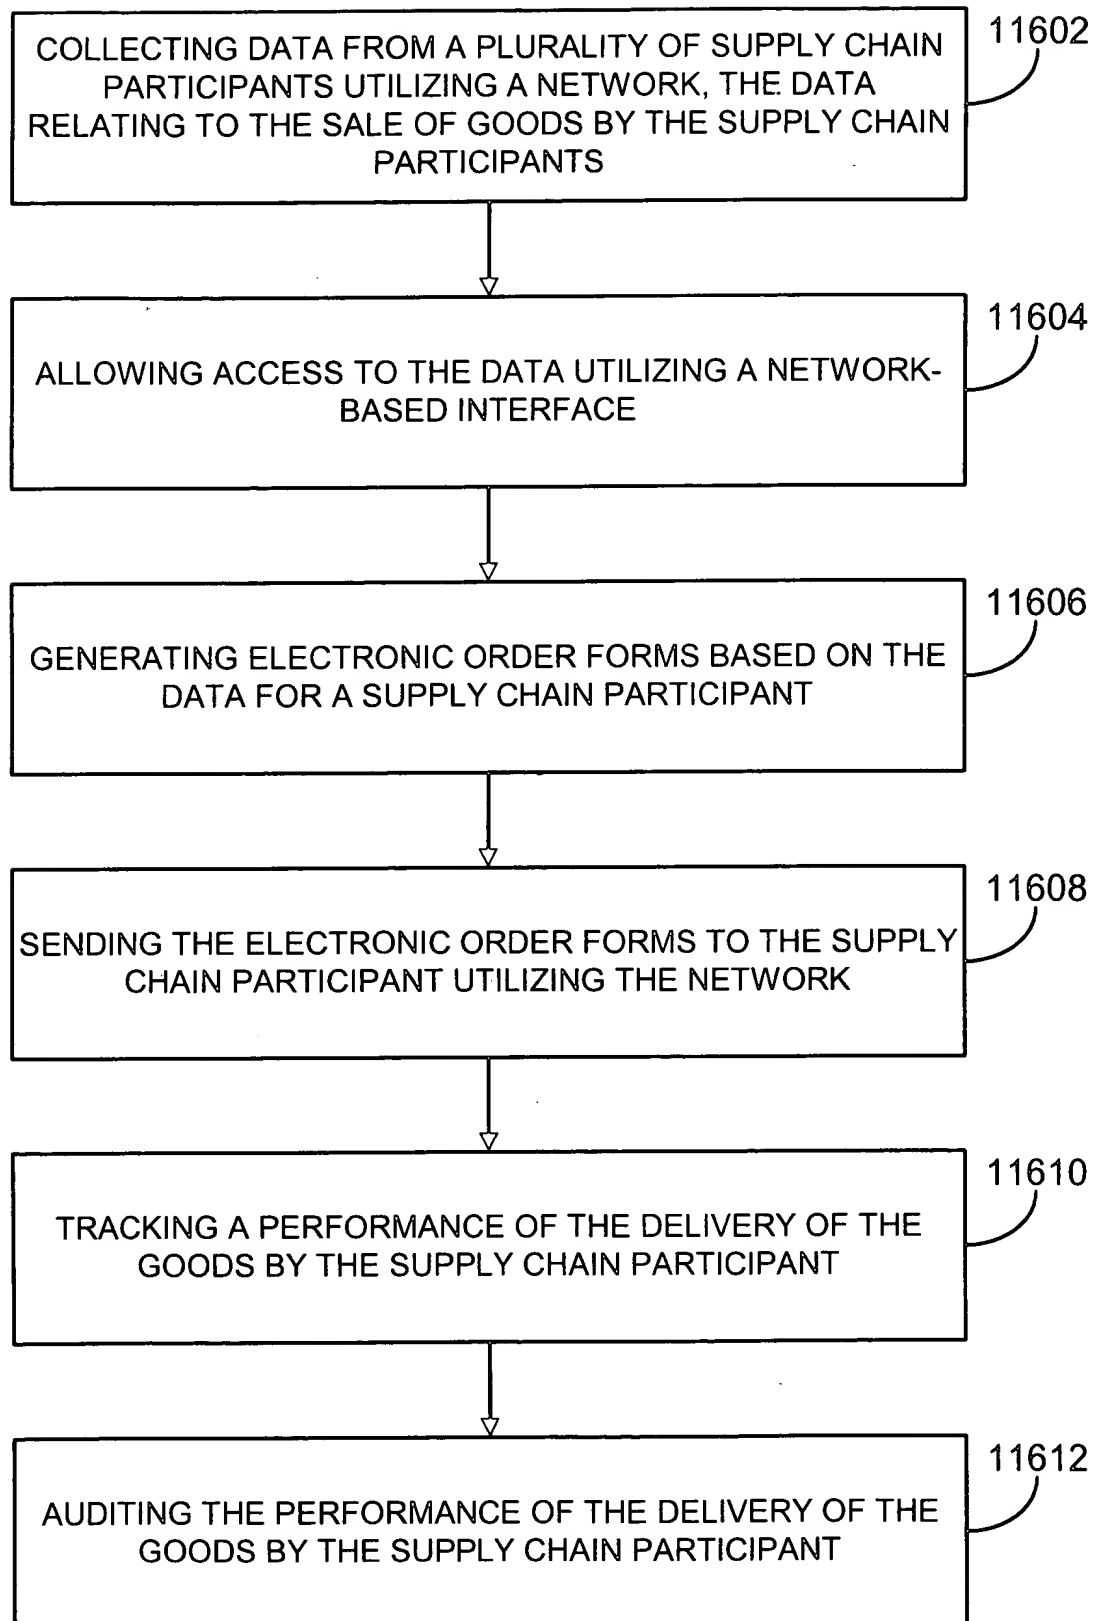 COLLECTING DATA FROM A PLURALITY OF SUPPLY CHAIN
PARTICIPANTS UTILIZING A NETWORK, THE DATA
RELATING TO THE SALE OF GOODS BY THE SUPPLY CHAIN
PARTICIPANTS
11602
ALLOWING ACCESS TO THE DATA UTILIZING A NETWORK-
BASED INTERFACE
11604
GENERATING ELECTRONIC ORDER FORMS BASED ON THE
DATA FOR A SUPPLY CHAIN PARTICIPANT
11606
SENDING THE ELECTRONIC ORDER FORMS TO THE SUPPLY
CHAIN PARTICIPANT UTILIZING THE NETWORK
11608
TRACKING A PERFORMANCE OF THE DELIVERY OF THE
GOODS BY THE SUPPLY CHAIN PARTICIPANT
11610
AUDITING THE PERFORMANCE OF THE DELIVERY OF THE
GOODS BY THE SUPPLY CHAIN PARTICIPANT
11612